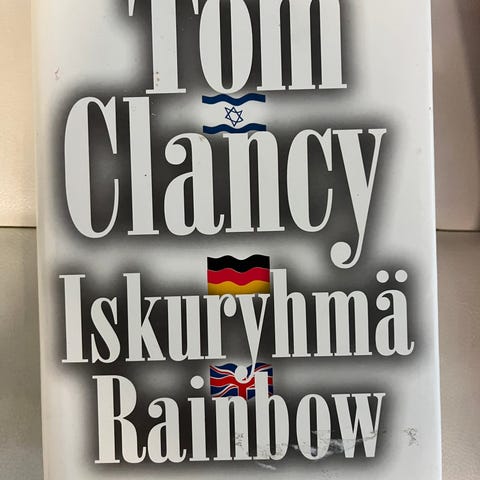 Tom
Clancy
Iskuryhmä
Rainbow